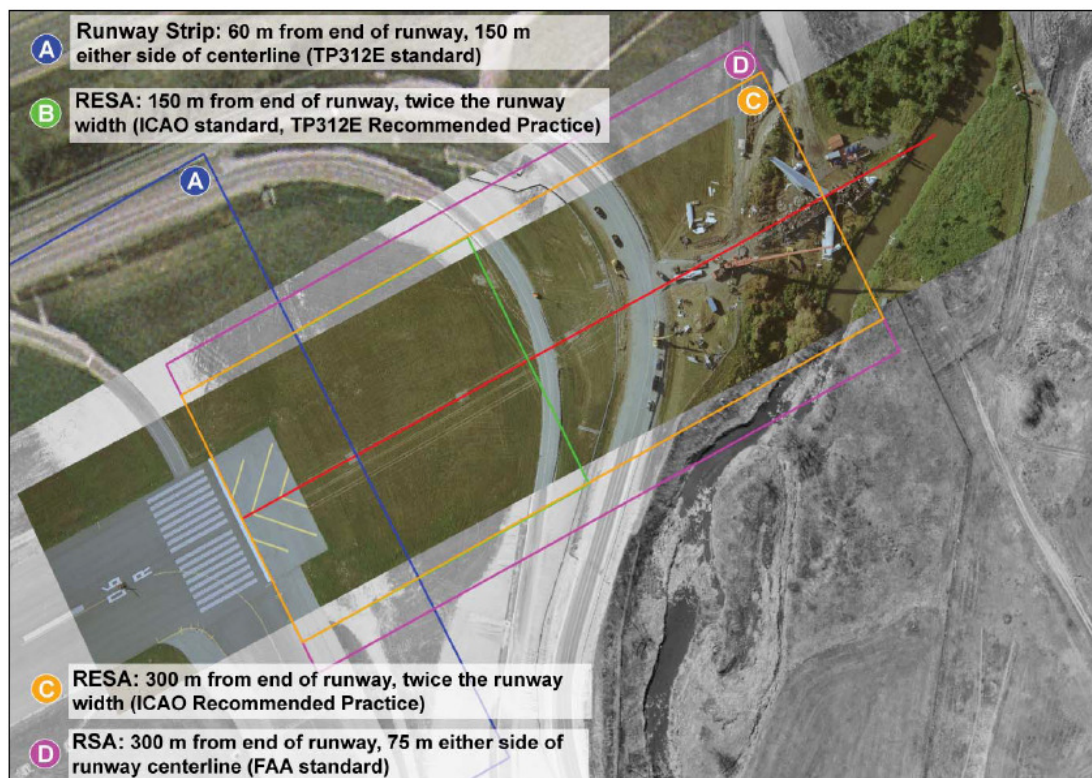 A
Runway Strip: 60 m from end of runway, 150 m
either side of centerline (TP312E standard)
D
B
RESA: 150 m from end of runway, twice the runway
width (ICAO standard, TP312E Recommended Practice)
C
A
06
R
C
RESA: 300 m from end of runway, twice the runway
width (ICAO Recommended Practice)
D
RSA: 300 m from end of runway, 75 m either side of
runway centerline (FAA standard)